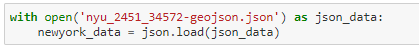 with open('nyu_2451_34572-geojson.json') as json_data:
    newyork_data = json.load(json_data)